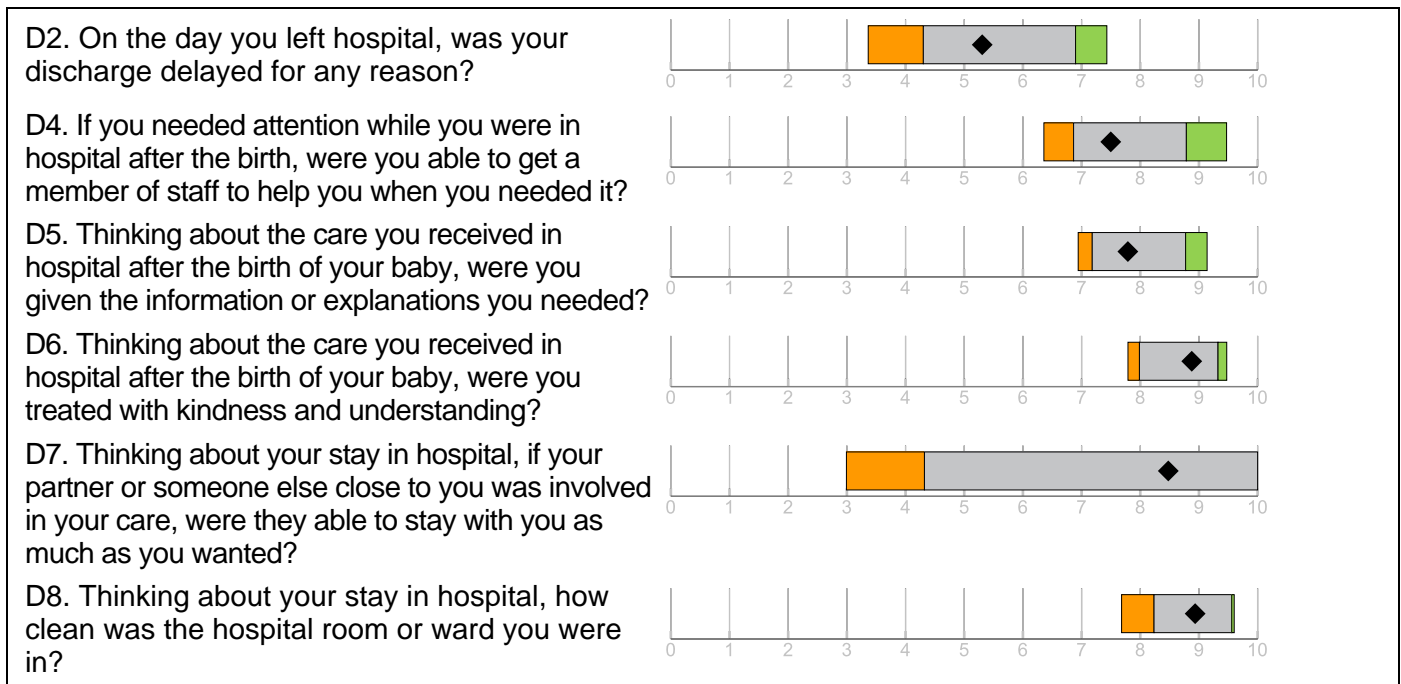 D2. On the day you left hospital, was your
discharge delayed for any reason?
0 1 2 3 4 5 6 7 8 9 10
D4. If you needed attention while you were in
hospital after the birth, were you able to get a
member of staff to help you when you needed it?
0 1 2 3 4 5 6 7 8 9 10
D5. Thinking about the care you received in
hospital after the birth of your baby, were you
given the information or explanations you needed?
0 1 2 3 4 5 6 7 8 9 10
D6. Thinking about the care you received in
hospital after the birth of your baby, were you
treated with kindness and understanding?
0 1 2 3 4 5 6 7 8 9 10
D7. Thinking about your stay in hospital, if your
partner or someone else close to you was involved
in your care, were they able to stay with you as
much as you wanted?
0 1 2 3 4 5 6 7 8 9 10
D8. Thinking about your stay in hospital, how
clean was the hospital room or ward you were
in?
0 1 2 3 4 5 6 7 8 9 10